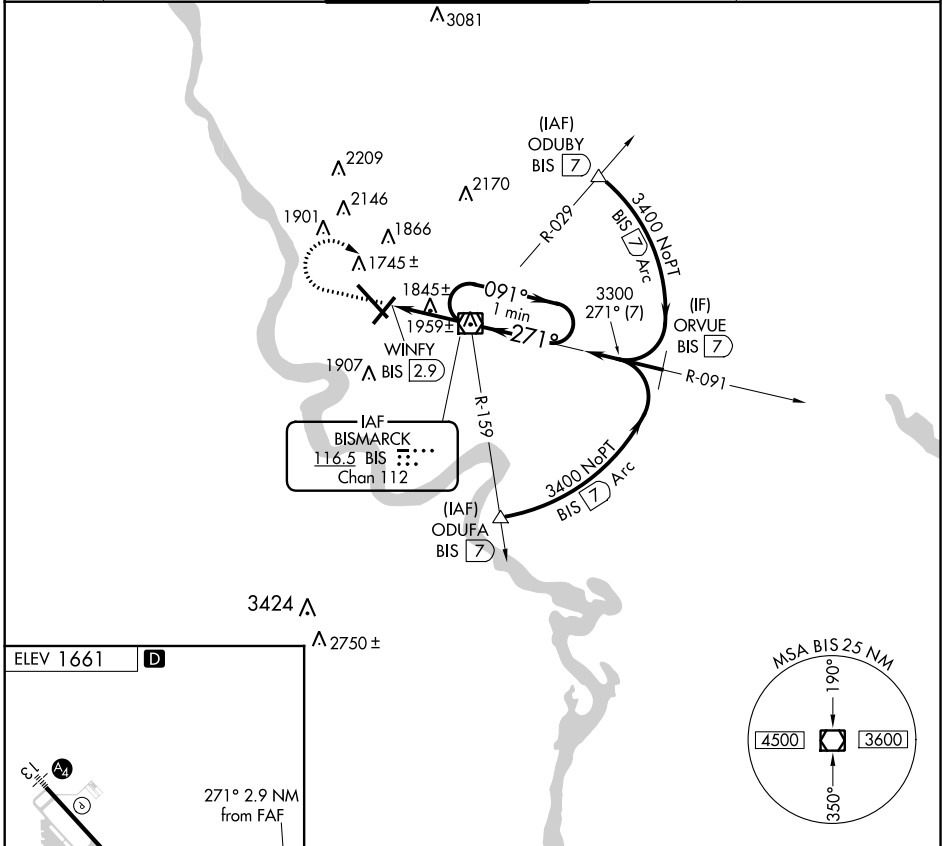 3081
(IAF)
ODUBY
BIS 7
2209
2170
2146
1901
1866
1745 ±
R-029
3400 NoPT
BIS 7 Arc
1845±
091°
1 min
271°
3300
271° (7)
(IF)
ORVUE
BIS 7
1959±
WINFY
BIS 2.9
1907
R-091
R-159
IAF
BISMARCK
116.5 BIS
Chan 112
3400 NoPT
BIS 7 Arc
(IAF)
ODUFA
BIS 7
3424
2750 ±
ELEV 1661 D
MSA BIS 25 NM
190°
4500
3600
350°
13
A4
P
271° 2.9 NM
from FAF